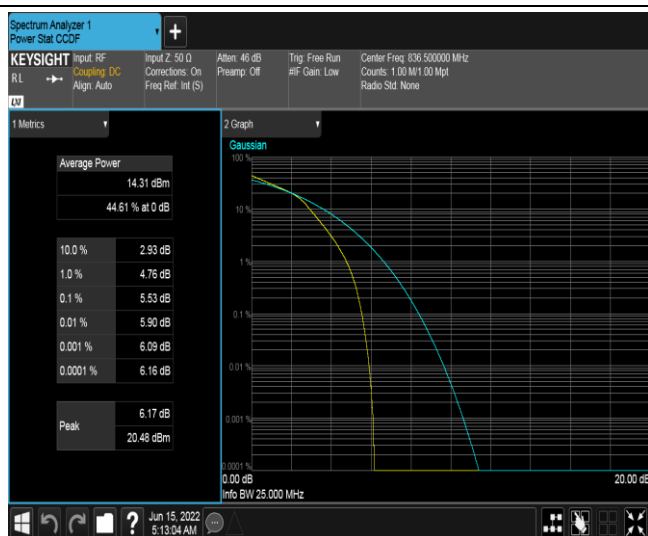 Spectrum Analyzer 1
Power Stat CCDF
KEYSIGHT
R L
LXI
Input: RF
Coupling: DC
Align: Auto
Input Z: 50 Ω
Corrections: On
Freq Ref: Int (S)
Atten: 46 dB
Preamp: Off
Trig: Free Run
#IF Gain: Low
Center Freq: 836.500000 MHz
Counts: 1.00 M/1.00 Mpt
Radio Std: None
1 Metrics
Average Power
14.31 dBm
44.61 % at 0 dB
10.0 % 2.93 dB
1.0 % 4.76 dB
0.1 % 5.53 dB
0.01 % 5.90 dB
0.001 % 6.09 dB
0.0001 % 6.16 dB
Peak
6.17 dB
20.48 dBm
2 Graph
Gaussian
100 %
10 %
1 %
0.1 %
0.01 %
0.001 %
0.0001 %
0.00 dB
20.00 dB
Info BW 25.000 MHz
?
Jun 15, 2022
5:13:04 AM